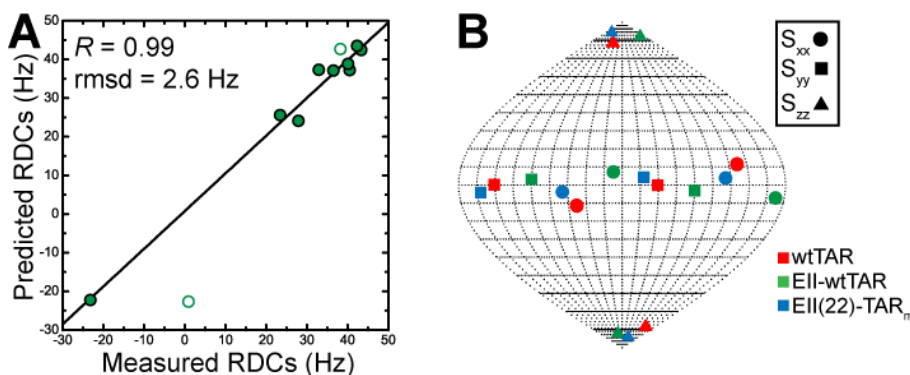 A
R = 0.99
rmsd = 2.6 Hz
Predicted RDCs (Hz)
50
40
30
20
10
0
-10
-20
-30
-30 -20 -10 0 10 20 30 40 50
Measured RDCs (Hz)
B
Sxx
Syy
Szz
wtTAR
EII-wtTAR
EII(22)-TARm